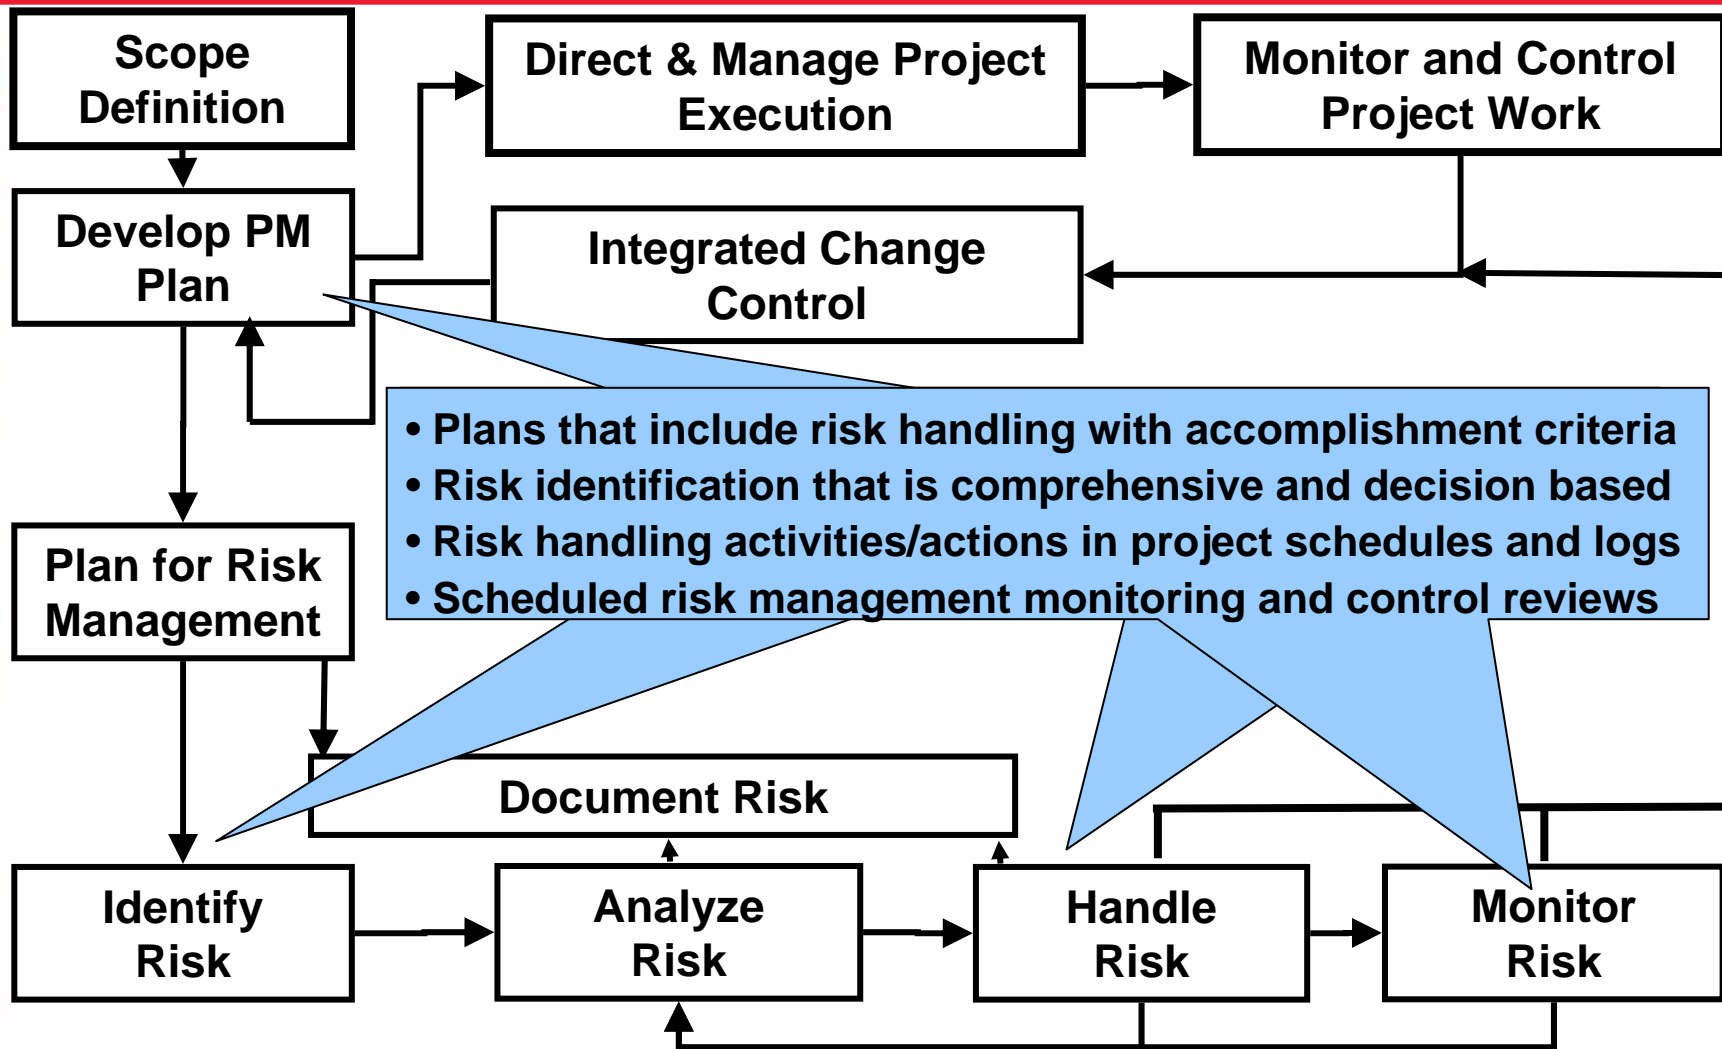 Scope
Definition
Direct & Manage Project
Execution
Monitor and Control
Project Work
Develop PM
Plan
Integrated Change
Control
• Plans that include risk handling with accomplishment criteria
• Risk identification that is comprehensive and decision based
• Risk handling activities/actions in project schedules and logs
• Scheduled risk management monitoring and control reviews
Plan for Risk
Management
Document Risk
Identify
Risk
Analyze
Risk
Handle
Risk
Monitor
Risk